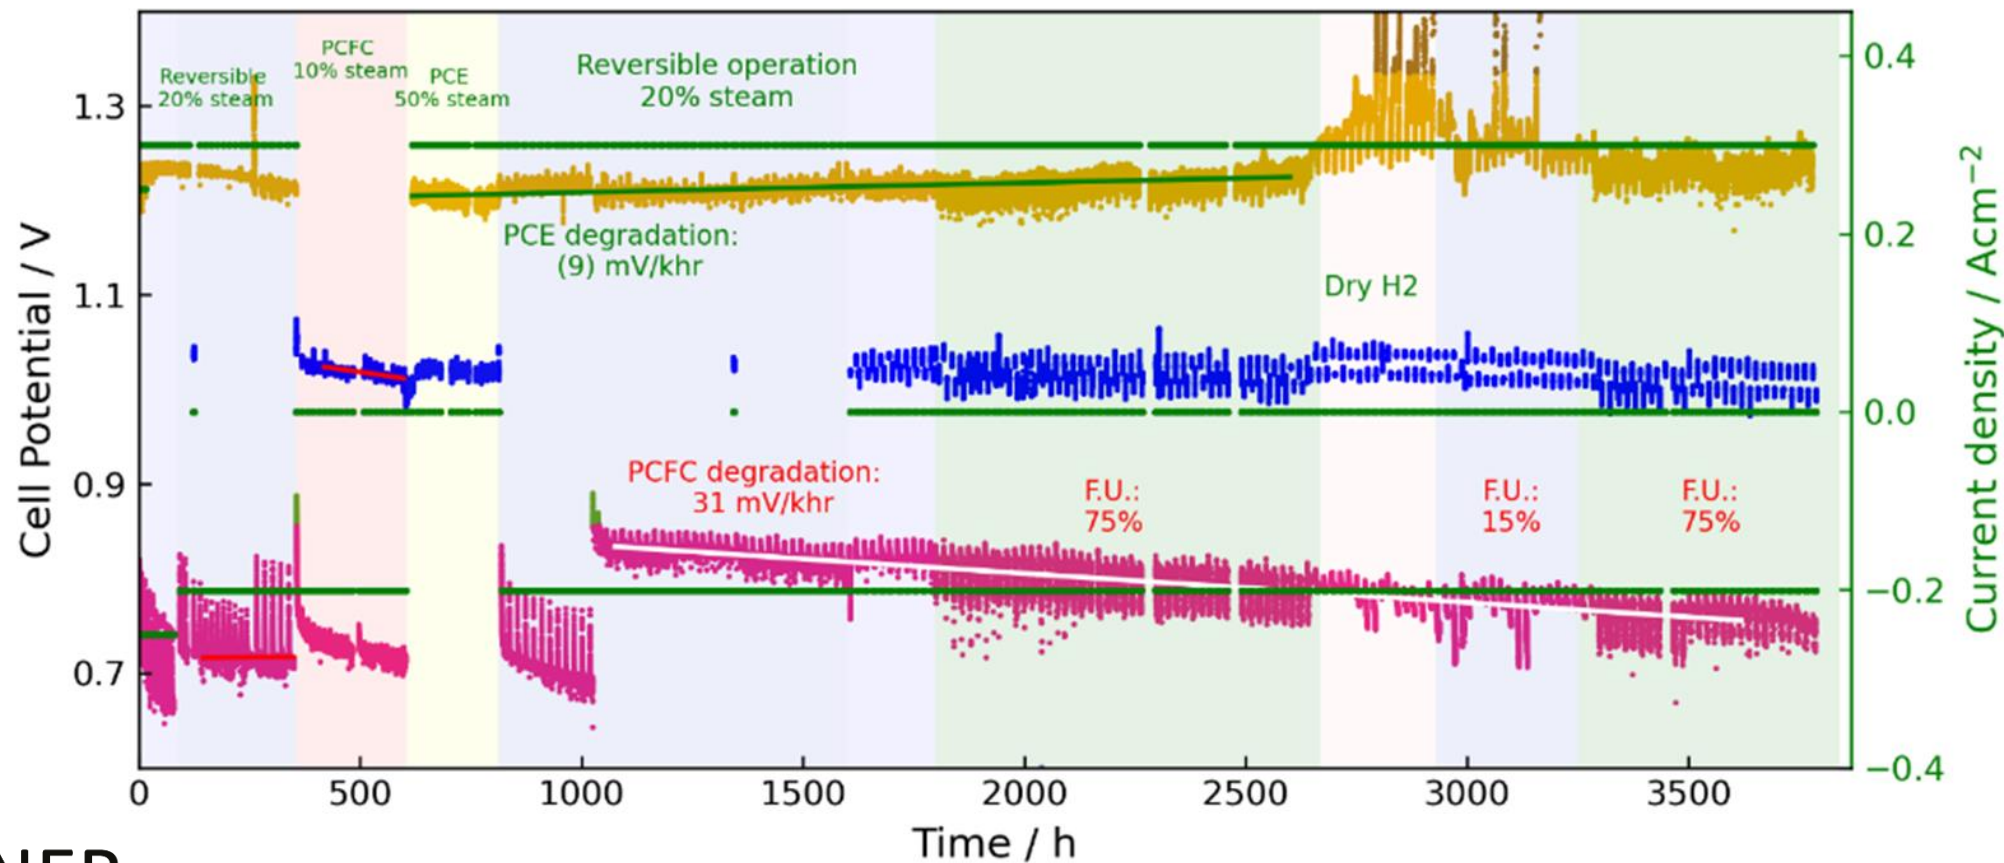 PCFC
10% steam
Reversible
20% steam
PCE
50% steam
Reversible operation
20% steam
PCE degradation:
(9) mV/khr
Dry H2
PCFC degradation:
31 mV/khr
F.U.:
75%
F.U.:
15%
F.U.:
75%
Cell Potential / V
1.3
1.1
0.9
0.7
0.4
0.2
0.0
−0.2
−0.4
Current density / Acm⁻²
0
500
1000
1500
2000
2500
3000
3500
Time / h